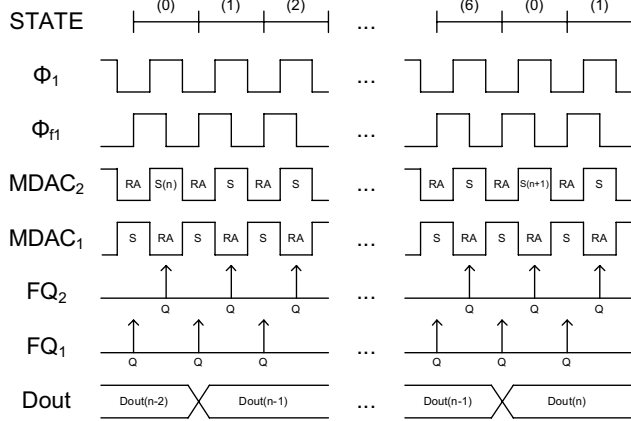 STATE (0) (1) (2) ... (6) (0) (1)
Φ1 ...
Φf1
MDAC2 RA S(n) RA S RA S ... RA S RA S(n+1) RA S
MDAC1 S RA S RA S RA S RA S RA S RA
FQ2 ...
Q Q Q Q Q Q
FQ1 ...
Q Q Q Q Q Q
Dout Dout(n-2) Dout(n-1) ... Dout(n-1) Dout(n)